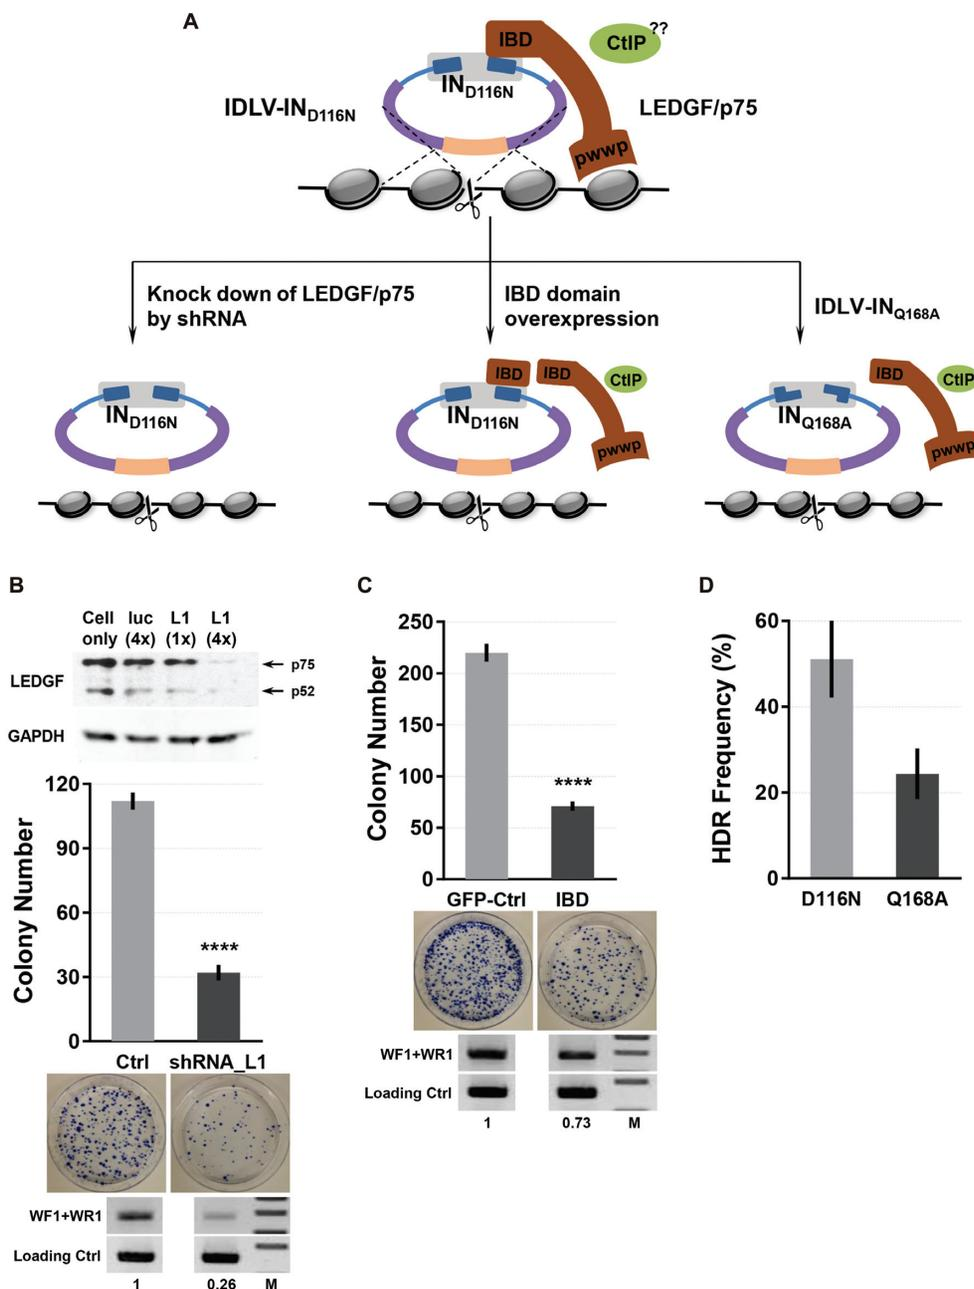 A
IBD
CtIP
??
IN D116N
IDLV-IN D116N
LEDGF/p75
pwwp
Knock down of LEDGF/p75
by shRNA
IBD domain
overexpression
IDLV-IN Q168A
IN D116N
IBD
IBD
CtIP
IN D116N
pwwp
IBD
CtIP
IN Q168A
pwwp
B
Cell only
luc (4x)
L1 (1x)
L1 (4x)
LEDGF
p75
p52
GAPDH
Colony Number
120
90
60
30
0
****
Ctrl shRNA_L1
WF1+WR1
Loading Ctrl
1 0.26 M
C
Colony Number
250
200
150
100
50
0
****
GFP-Ctrl IBD
WF1+WR1
Loading Ctrl
1 0.73 M
D
HDR Frequency (%)
60
40
20
0
D116N Q168A